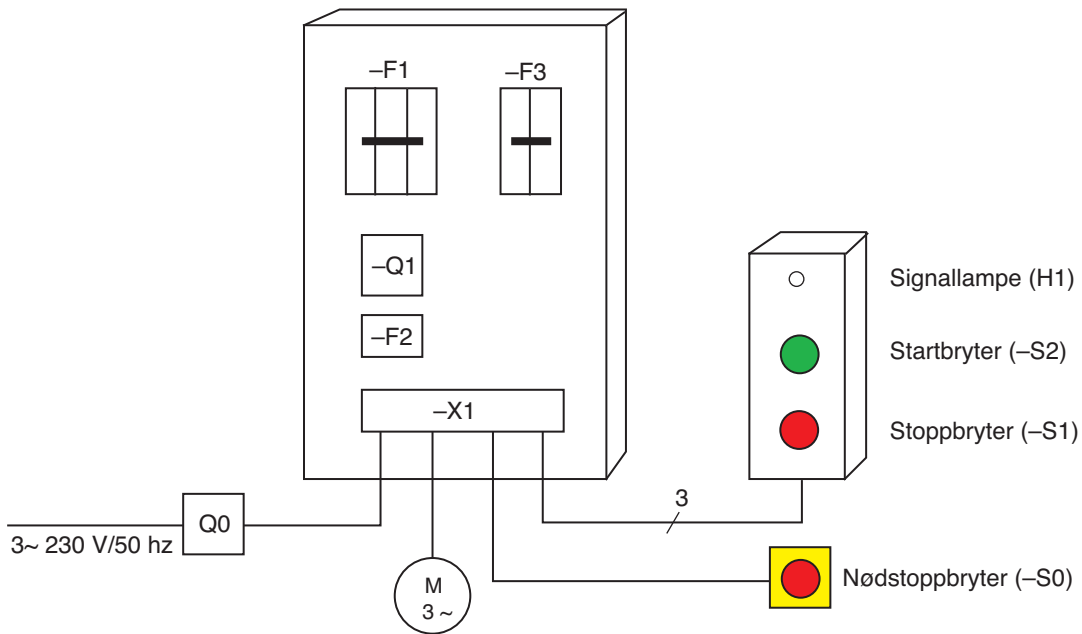 –F1
–F3
–Q1
–F2
–X1
Signallampe (H1)
Startbryter (–S2)
Stoppbryter (–S1)
3
Q0
3~ 230 V/50 hz
M
3 ~
Nødstoppbryter (–S0)